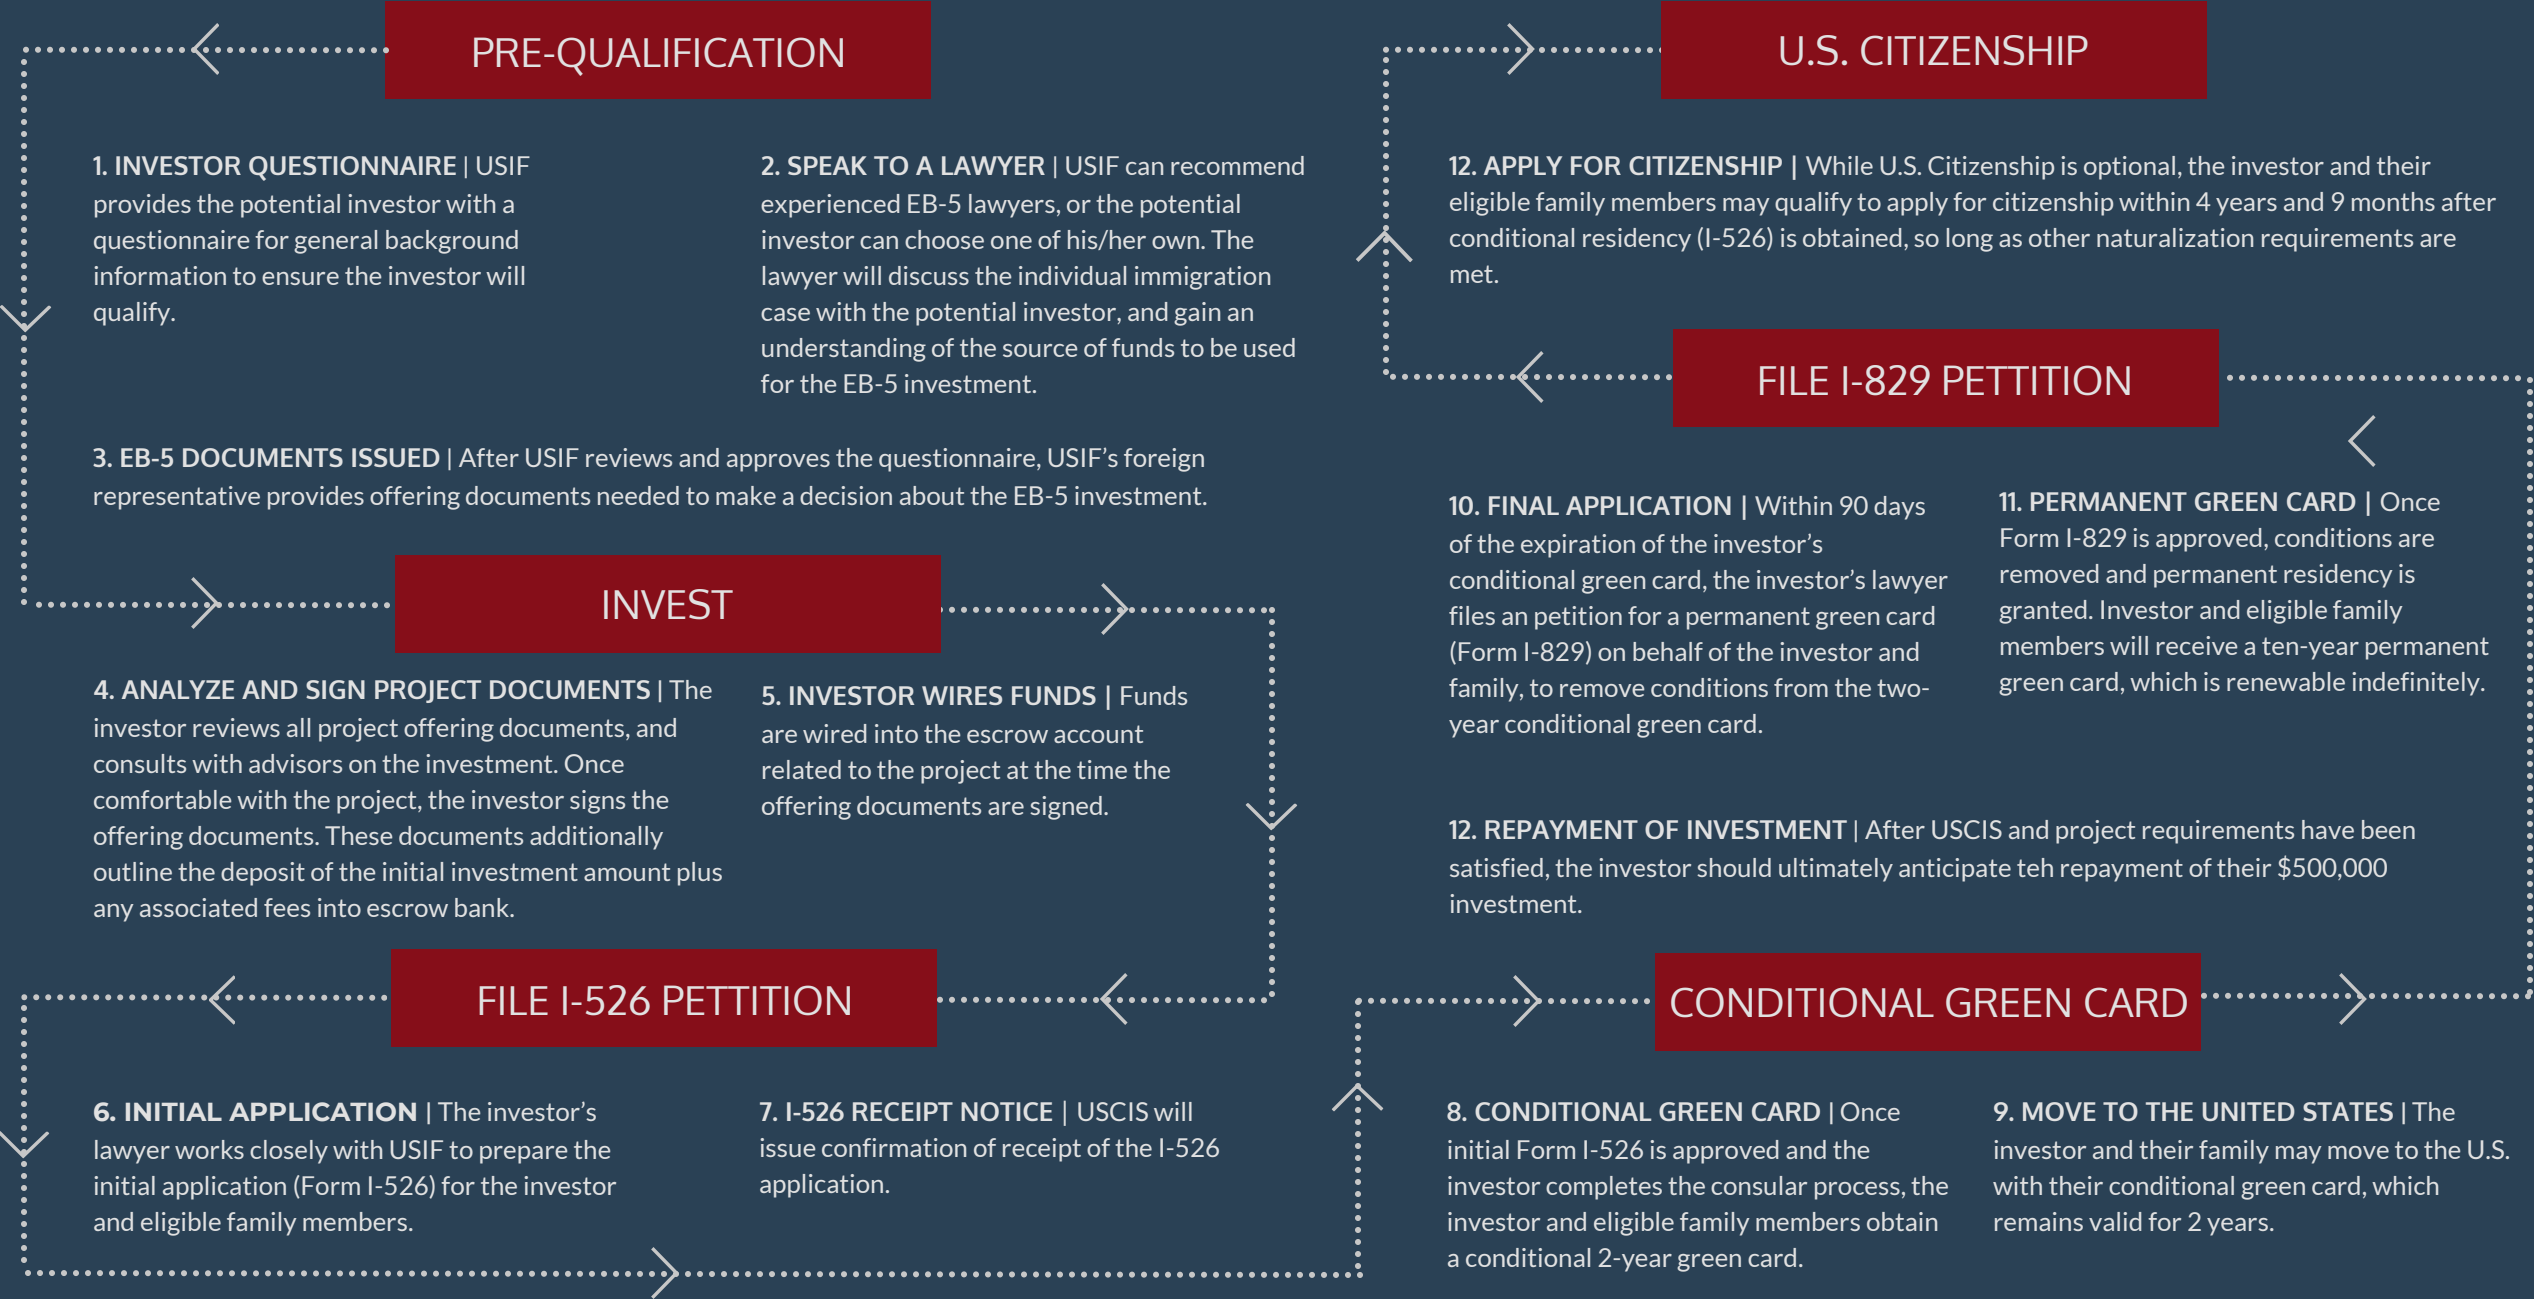 PRE-QUALIFICATION
1. INVESTOR QUESTIONNAIRE | USIF
provides the potential investor with a
questionnaire for general background
information to ensure the investor will
qualify.
2. SPEAK TO A LAWYER | USIF can recommend
experienced EB-5 lawyers, or the potential
investor can choose one of his/her own. The
lawyer will discuss the individual immigration
case with the potential investor, and gain an
understanding of the source of funds to be used
for the EB-5 investment.
3. EB-5 DOCUMENTS ISSUED | After USIF reviews and approves the questionnaire, USIF’s foreign
representative provides offering documents needed to make a decision about the EB-5 investment.
INVEST
4. ANALYZE AND SIGN PROJECT DOCUMENTS | The
investor reviews all project offering documents, and
consults with advisors on the investment. Once
comfortable with the project, the investor signs the
offering documents. These documents additionally
outline the deposit of the initial investment amount plus
any associated fees into escrow bank.
5. INVESTOR WIRES FUNDS | Funds
are wired into the escrow account
related to the project at the time the
offering documents are signed.
FILE I-526 PETTITION
6. INITIAL APPLICATION | The investor’s
lawyer works closely with USIF to prepare the
initial application (Form I-526) for the investor
and eligible family members.
7. I-526 RECEIPT NOTICE | USCIS will
issue confirmation of receipt of the I-526
application.
CONDITIONAL GREEN CARD
8. CONDITIONAL GREEN CARD | Once
initial Form I-526 is approved and the
investor completes the consular process, the
investor and eligible family members obtain
a conditional 2-year green card.
9. MOVE TO THE UNITED STATES | The
investor and their family may move to the U.S.
with their conditional green card, which
remains valid for 2 years.
FILE I-829 PETTITION
10. FINAL APPLICATION | Within 90 days
of the expiration of the investor’s
conditional green card, the investor’s lawyer
files an petition for a permanent green card
(Form I-829) on behalf of the investor and
family, to remove conditions from the two-
year conditional green card.
11. PERMANENT GREEN CARD | Once
Form I-829 is approved, conditions are
removed and permanent residency is
granted. Investor and eligible family
members will receive a ten-year permanent
green card, which is renewable indefinitely.
12. REPAYMENT OF INVESTMENT | After USCIS and project requirements have been
satisfied, the investor should ultimately anticipate teh repayment of their $500,000
investment.
U.S. CITIZENSHIP
12. APPLY FOR CITIZENSHIP | While U.S. Citizenship is optional, the investor and their
eligible family members may qualify to apply for citizenship within 4 years and 9 months after
conditional residency (I-526) is obtained, so long as other naturalization requirements are
met.